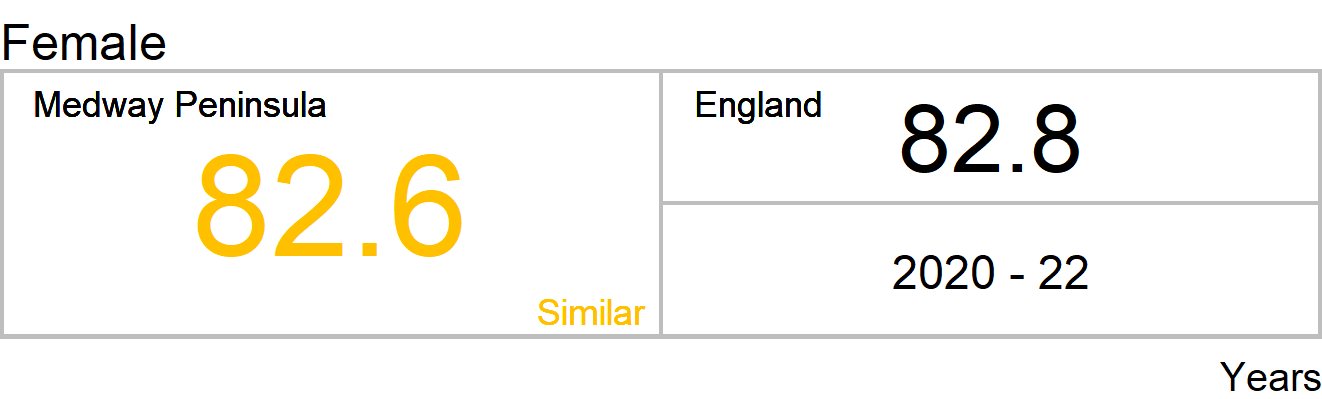 Female
Medway Peninsula
82.6
Similar
England
82.8
2020 - 22
Years